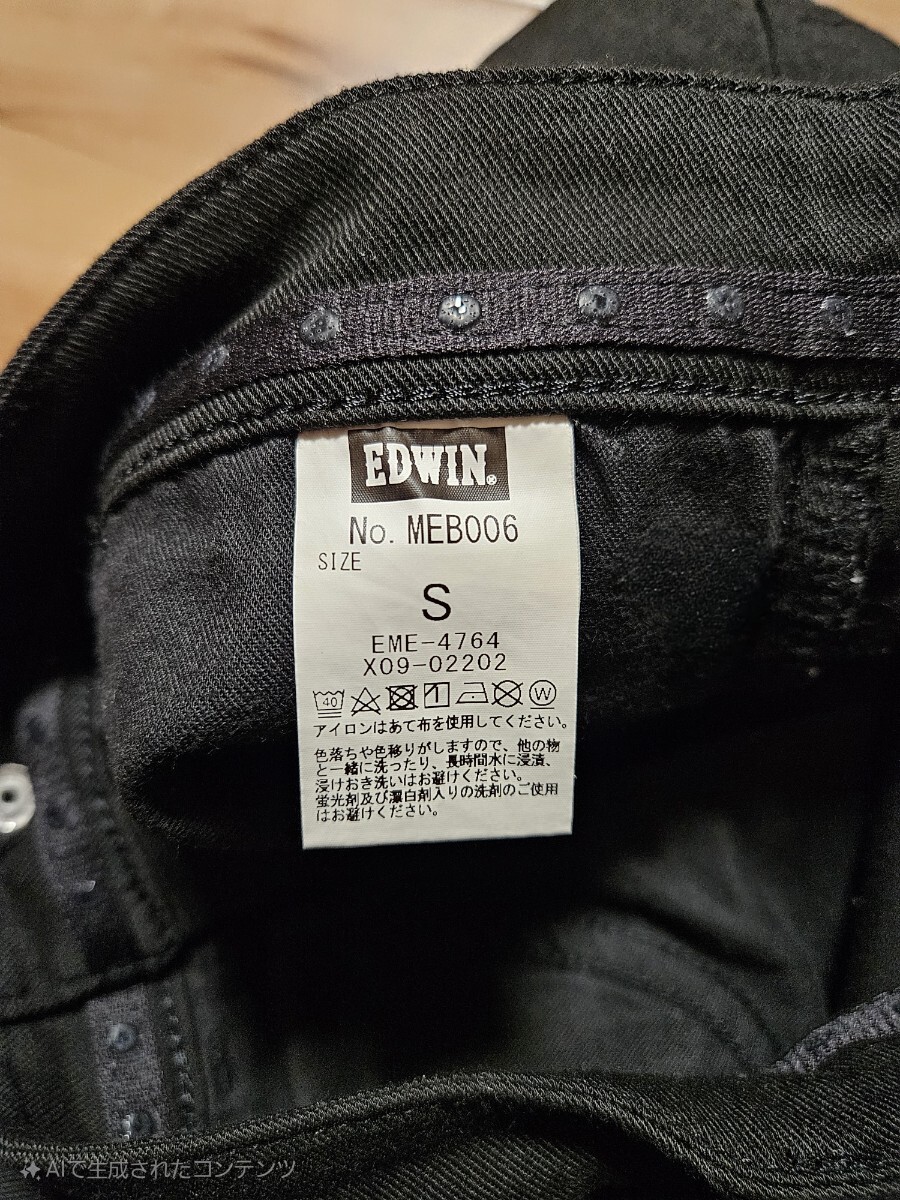 EDWIN®
No. MEB006
SIZE
S
EME-4764
X09-02202
40 1 W
アイロンはあて布を使用してください。
色落ちや色移りがしますので、他の物
と一緒に洗ったり、長時間水に浸漬、
浸けおき洗いはお避けください。
蛍光剤及び漂白剤入りの洗剤のご使用
はお避けください。
AIで生成されたコンテンツ